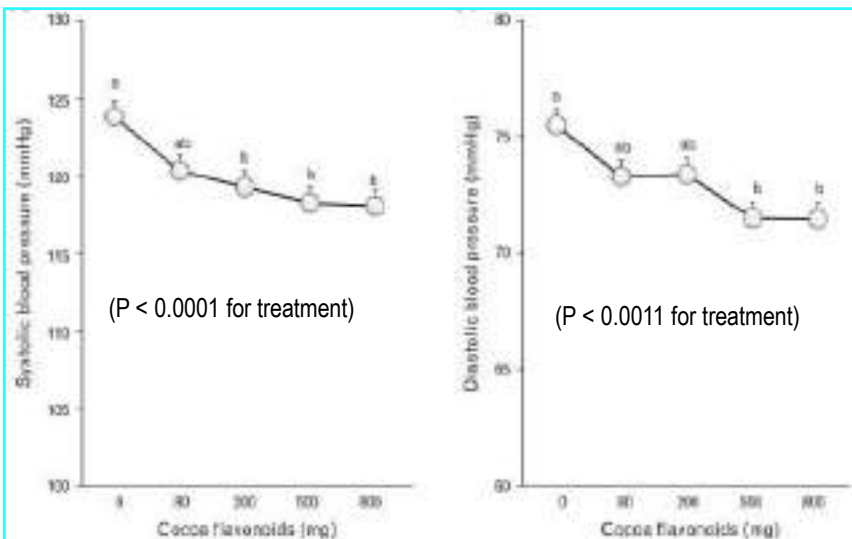 130
125
120
115
110
105
100
Systolic blood pressure (mmHg)
a
ab
b
b
b
(P < 0.0001 for treatment)
0 80 200 500 800
Cocoa flavonoids (mg)
80
75
70
65
60
Diastolic blood pressure (mmHg)
a
ab
ab
b
b
(P < 0.0011 for treatment)
0 80 200 500 800
Cocoa flavonoids (mg)